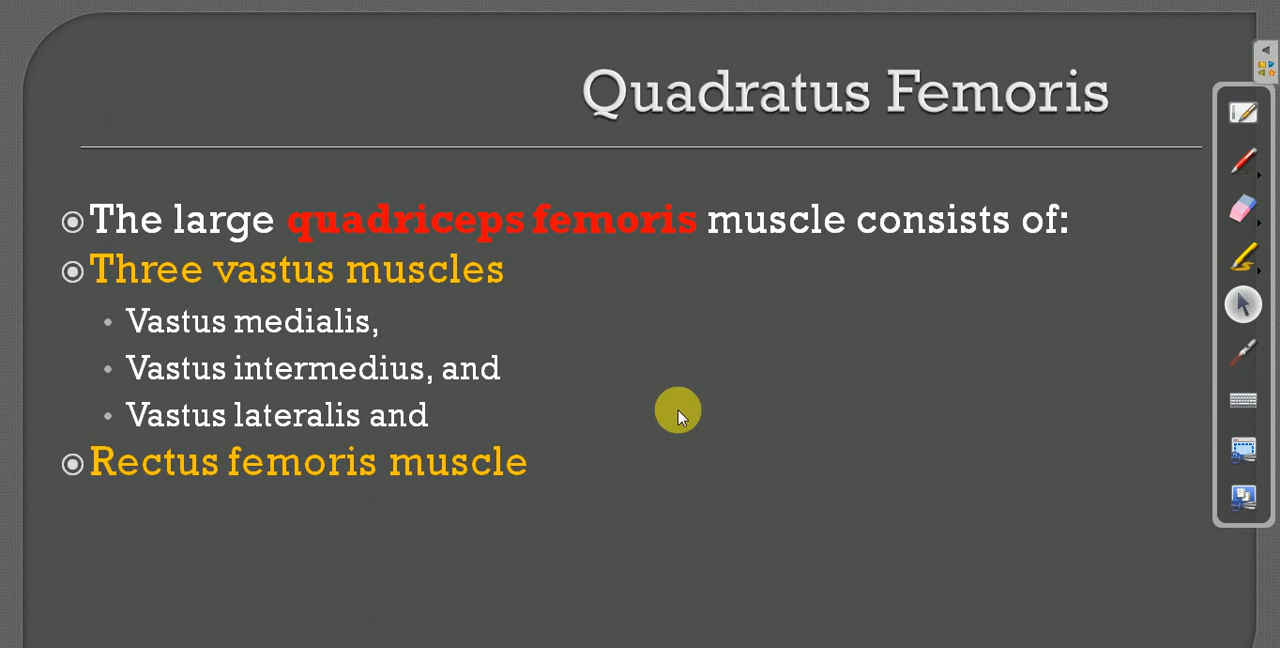 Quadratus Femoris
The large quadriceps femoris muscle consists of:
Three vastus muscles
Vastus medialis,
Vastus intermedius, and
Vastus lateralis and
Rectus femoris muscle